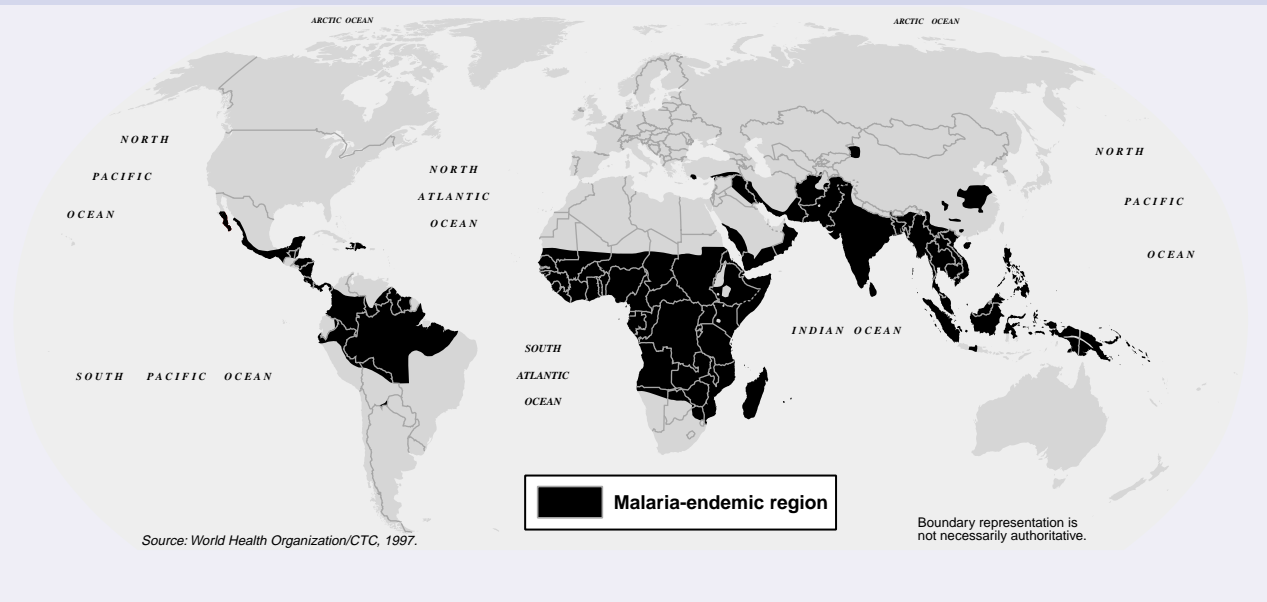 ARCTIC OCEAN
ARCTIC OCEAN
NORTH
PACIFIC
OCEAN
NORTH
ATLANTIC
OCEAN
NORTH
PACIFIC
OCEAN
INDIAN OCEAN
SOUTH
ATLANTIC
OCEAN
SOUTH PACIFIC OCEAN
Malaria-endemic region
Source: World Health Organization/CTC, 1997.
Boundary representation is
not necessarily authoritative.